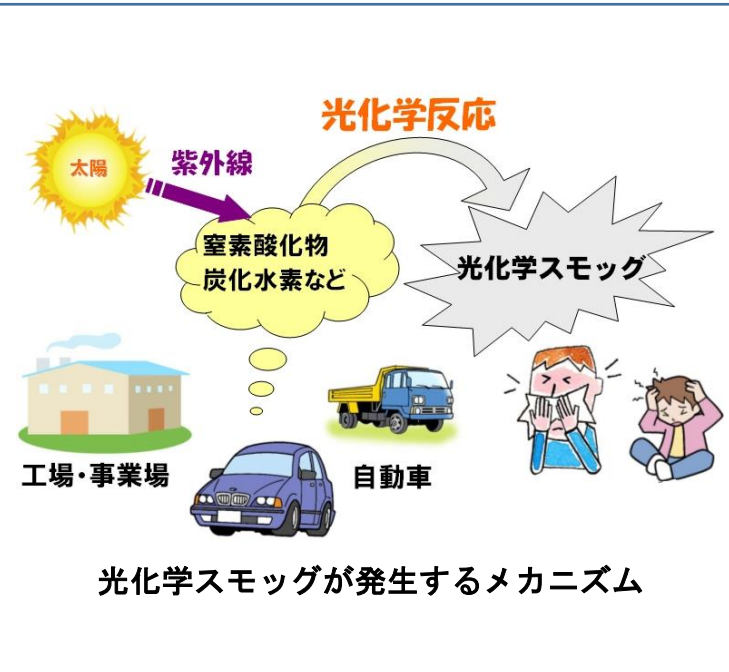 光化学反応
太陽
紫外線
窒素酸化物
炭化水素など
光化学スモッグ
工場・事業場
自動車
光化学スモッグが発生するメカニズム